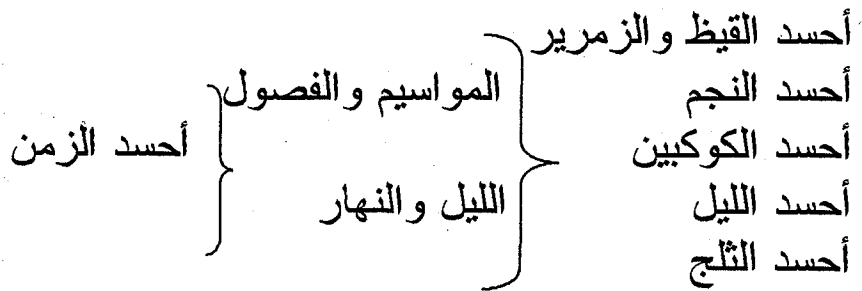 أحسد القيظ والزمرير
أحسد النجم
أحسد الكوكبين
أحسد الليل
أحسد الثلج
المواسيم والفصول
الليل والنهار
أحسد الزمن